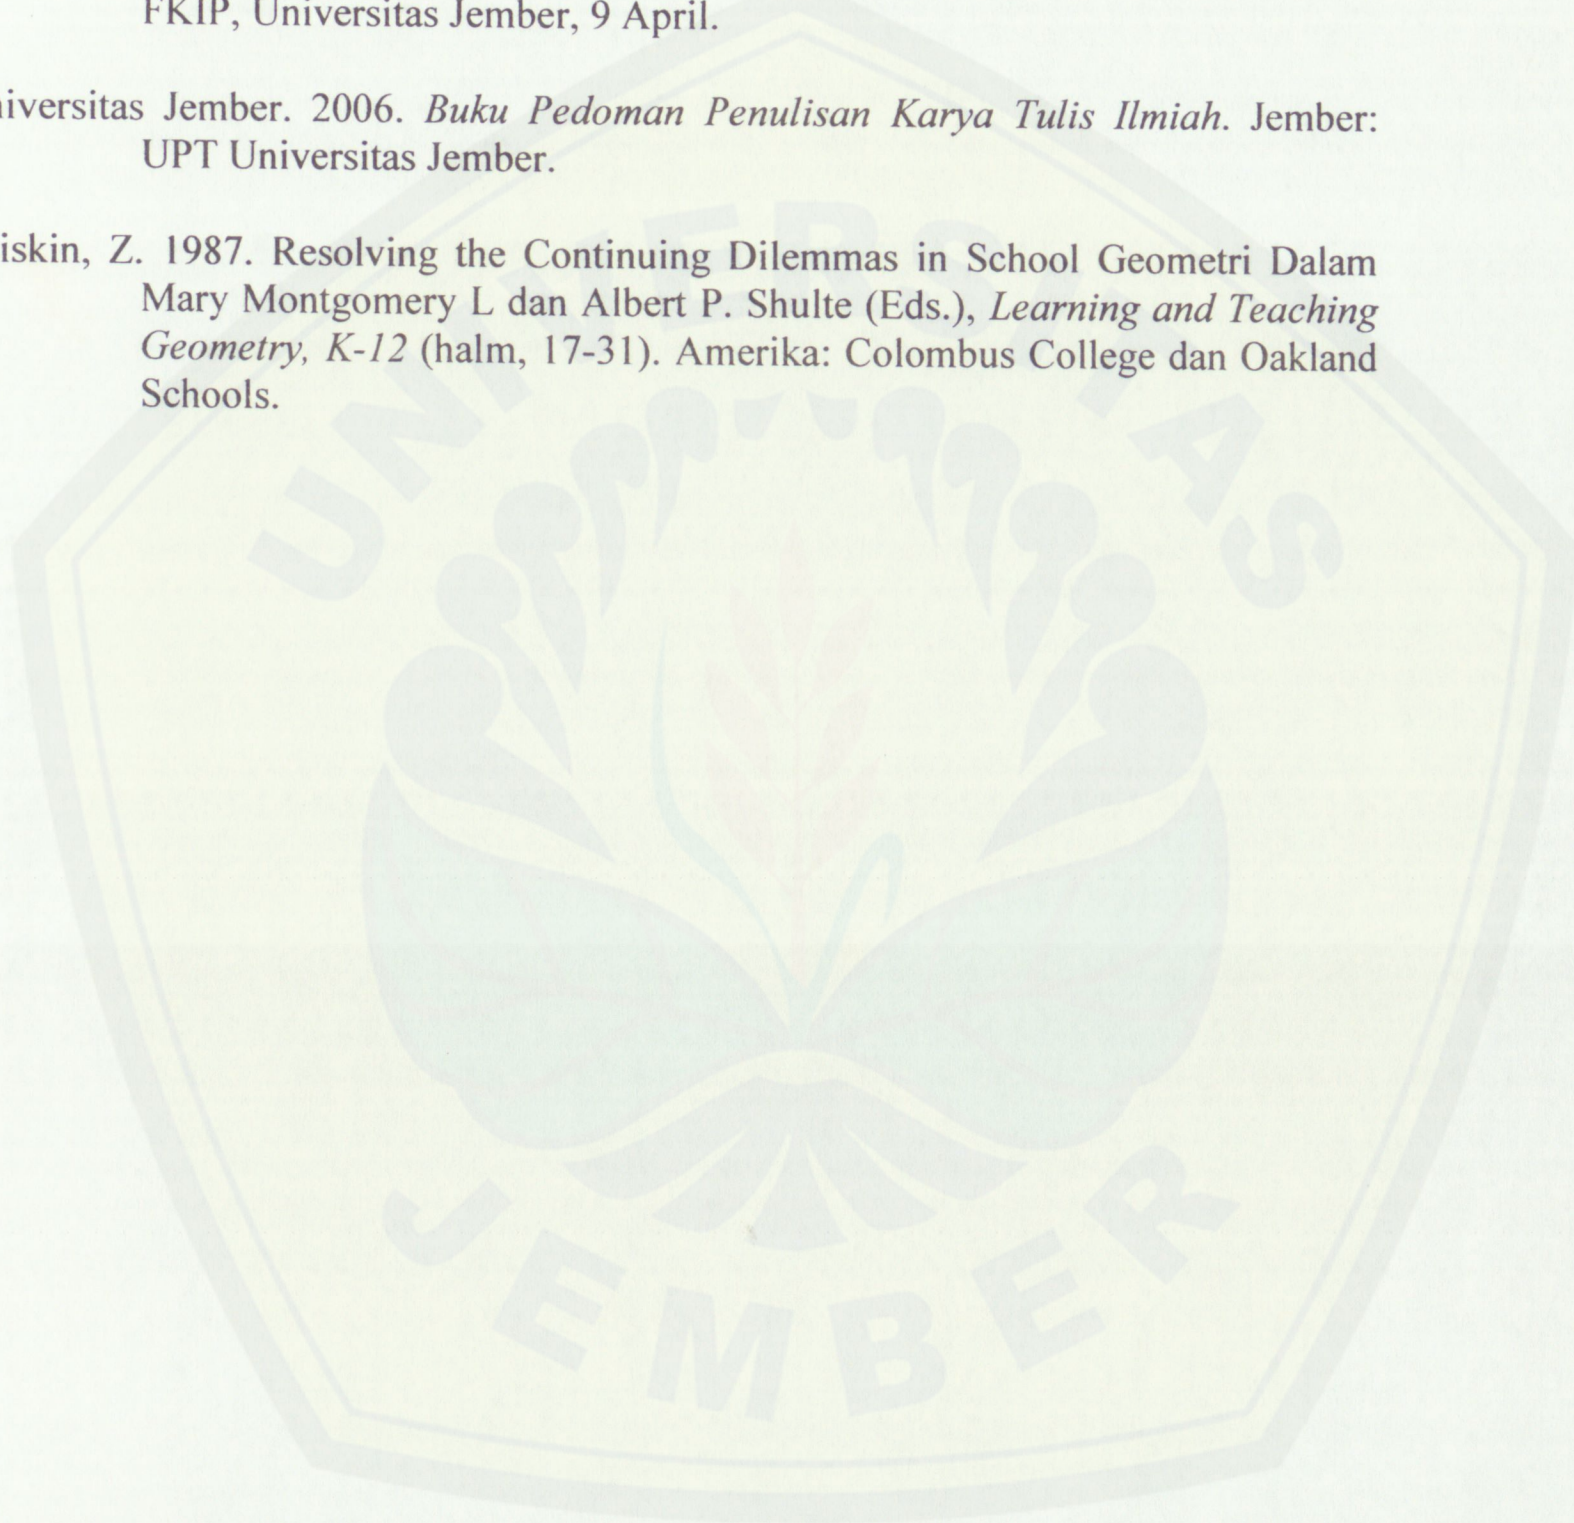 FKIP, Universitas Jember, 9 April.
niversitas Jember. 2006. Buku Pedoman Penulisan Karya Tulis Ilmiah. Jember:
UPT Universitas Jember.
iskin, Z. 1987. Resolving the Continuing Dilemmas in School Geometri Dalam
Mary Montgomery L dan Albert P. Shulte (Eds.), Learning and Teaching
Geometry, K-12 (halm, 17-31). Amerika: Colombus College dan Oakland
Schools.
UNIVERSITAS
JEMBER